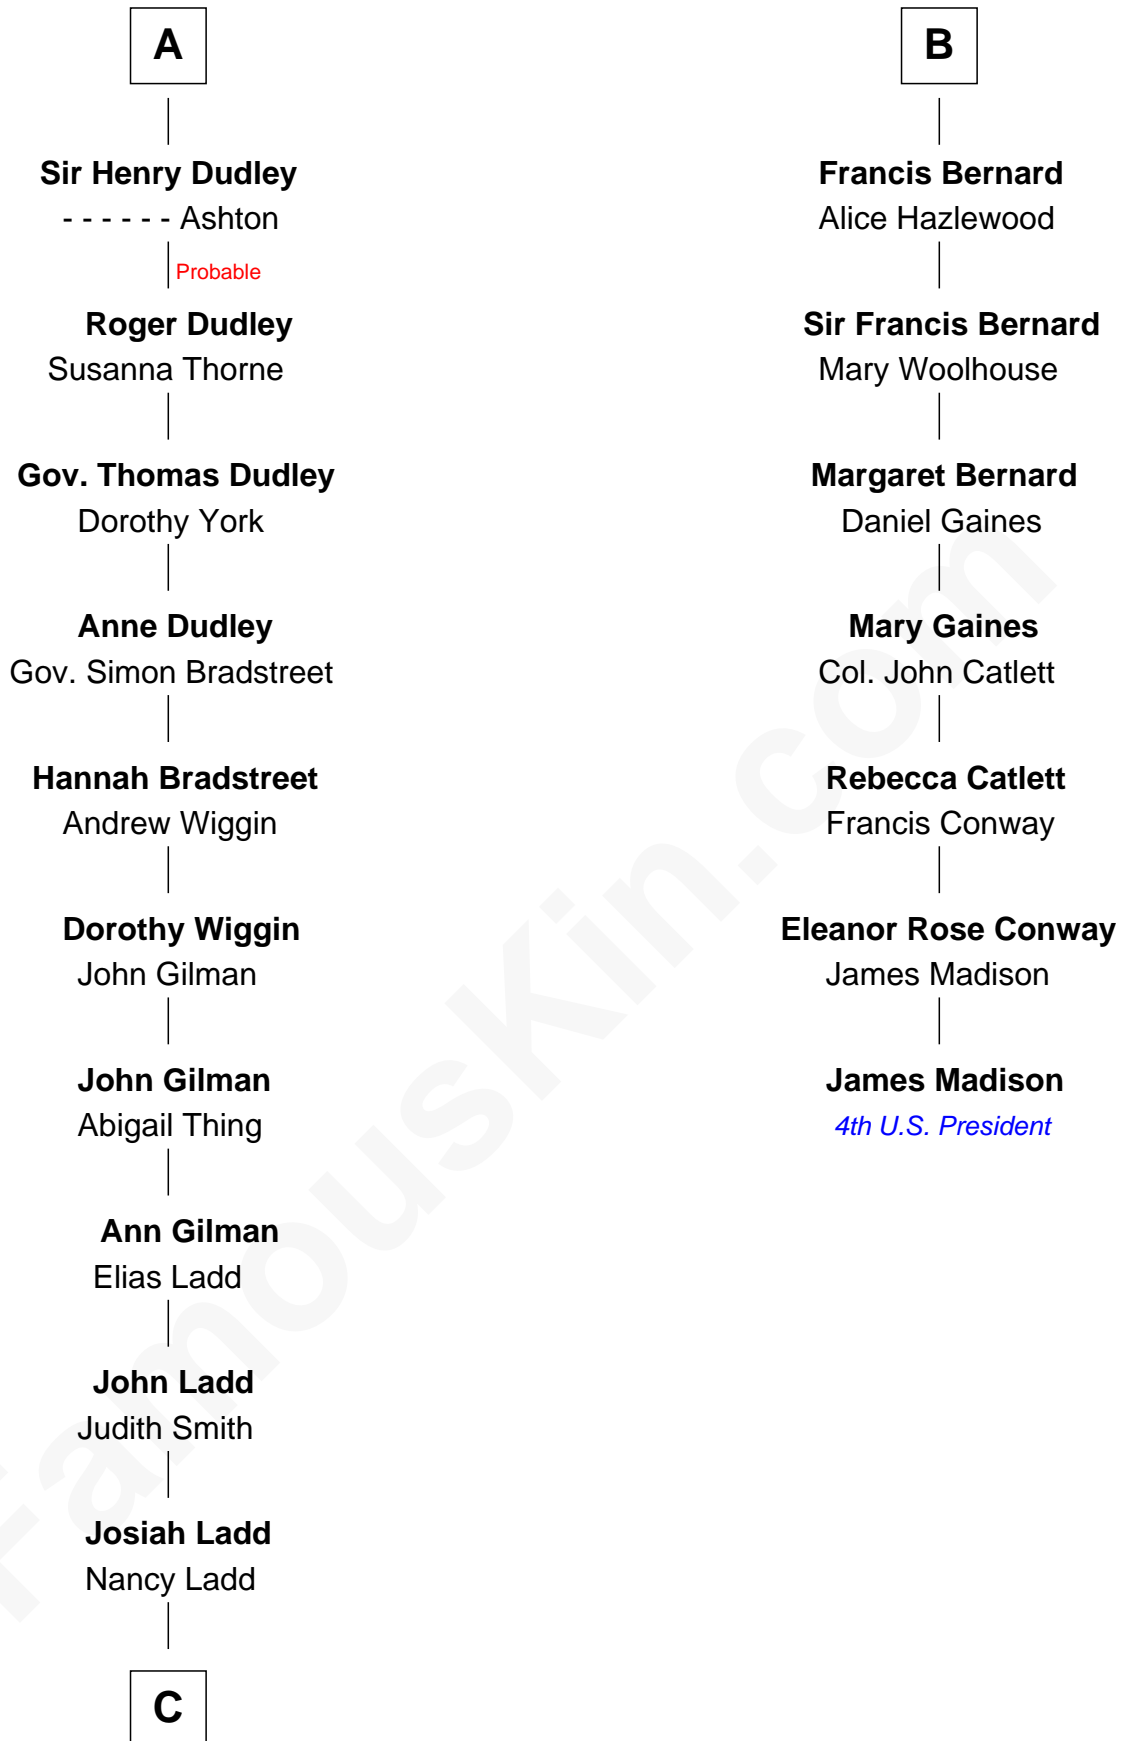 A
Sir Henry Dudley
- - - - - - Ashton
Probable
Roger Dudley
Susanna Thorne
Gov. Thomas Dudley
Dorothy York
Anne Dudley
Gov. Simon Bradstreet
Hannah Bradstreet
Andrew Wiggin
Dorothy Wiggin
John Gilman
John Gilman
Abigail Thing
Ann Gilman
Elias Ladd
John Ladd
Judith Smith
Josiah Ladd
Nancy Ladd
C
B
Francis Bernard
Alice Hazlewood
Sir Francis Bernard
Mary Woolhouse
Margaret Bernard
Daniel Gaines
Mary Gaines
Col. John Catlett
Rebecca Catlett
Francis Conway
Eleanor Rose Conway
James Madison
James Madison
4th U.S. President
FamousKin.com